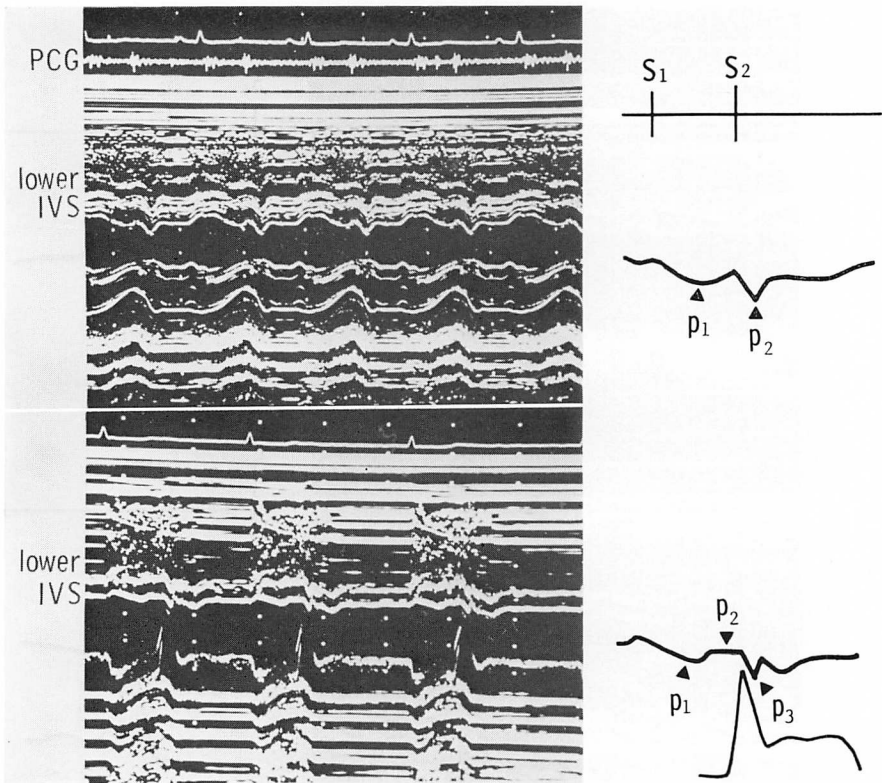 PCG
S1 S2
lower
IVS
p1 p2
lower
IVS
p2
p1 p3